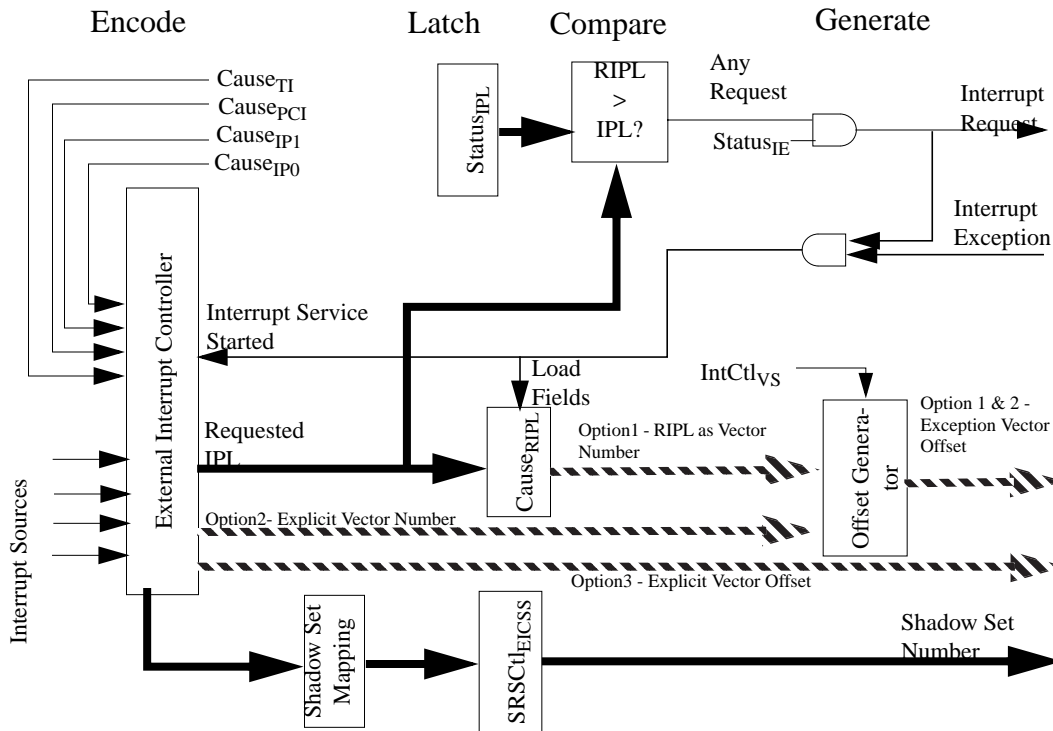 Encode
Latch
Compare
Generate
CauseTI
CausePCI
CauseIP1
CauseIP0
StatusIPL
RIPL
>
IPL?
Any
Request
StatusIE
Interrupt
Request
Interrupt
Exception
External Interrupt Controller
Interrupt Service
Started
Load
Fields
IntCtlVS
Requested
IPL
CauseRIPL
Option1 - RIPL as Vector
Number
Offset Genera-
tor
Option 1 & 2 -
Exception Vector
Offset
Interrupt Sources
Option2- Explicit Vector Number
Option3 - Explicit Vector Offset
Shadow Set
Mapping
SRSCtlEICSS
Shadow Set
Number